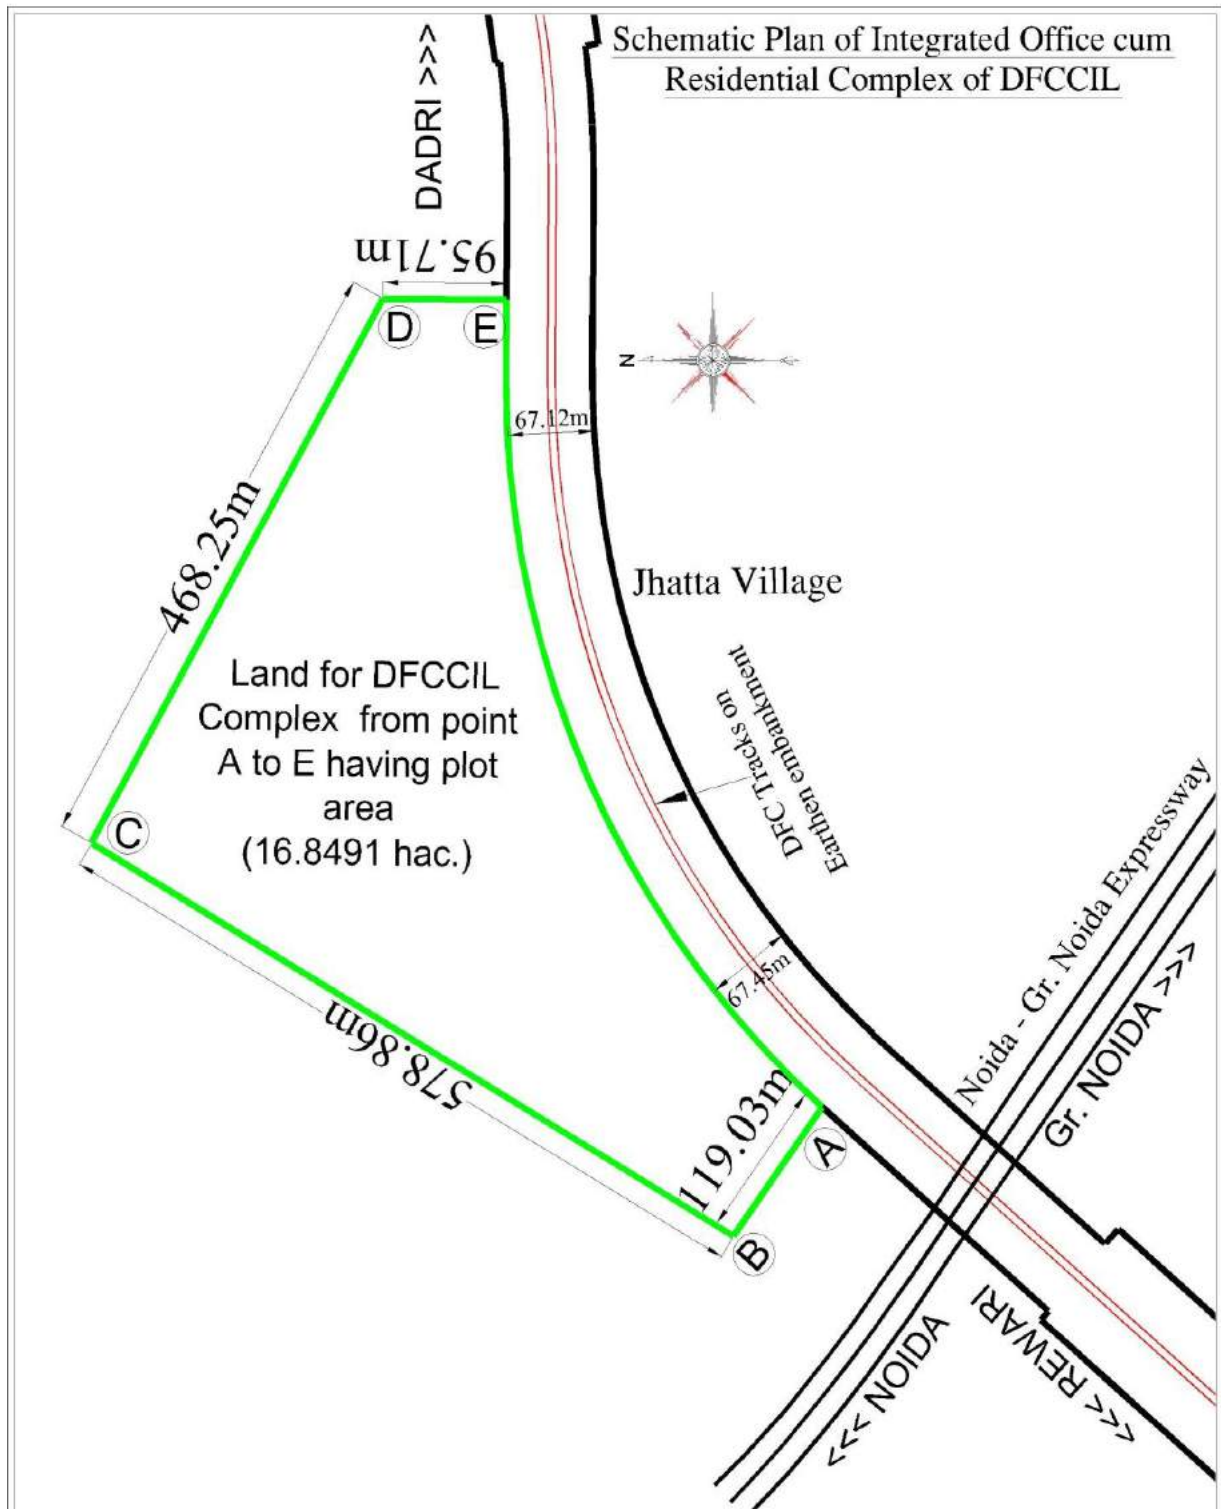 Schematic Plan of Integrated Office cum
Residential Complex of DFCCIL
DADRI >>>
95.71m
D
E
N
67.12m
468.25m
Jhatta Village
Land for DFCCIL
Complex from point
A to E having plot
area
(16.8491 hac.)
DFC Tracks on
Earthen embankment
C
67.45m
Noida - Gr. Noida Expressway
Gr. NOIDA >>>
578.86m
119.03m
A
B
<<< NOIDA
<<< REWARI